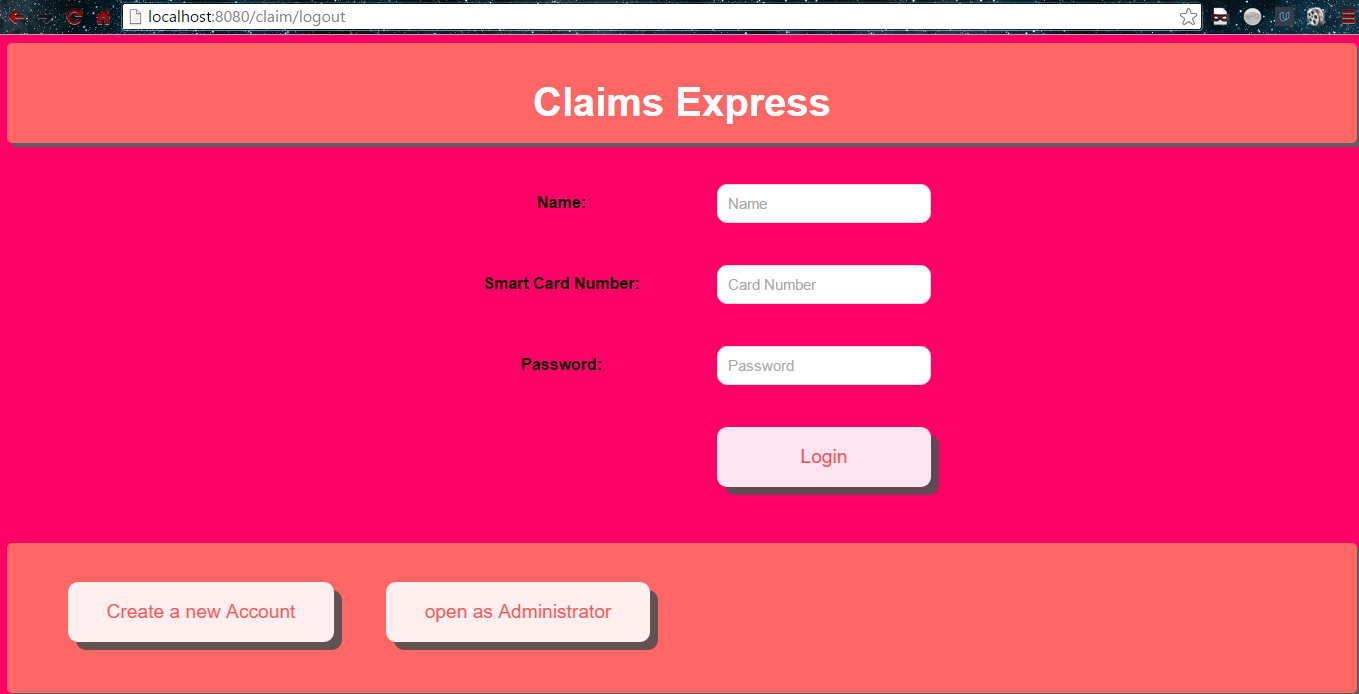 localhost:8080/claim/logout
Claims Express
Name: Name
Smart Card Number: Card Number
Password: Password
Login
Create a new Account open as Administrator